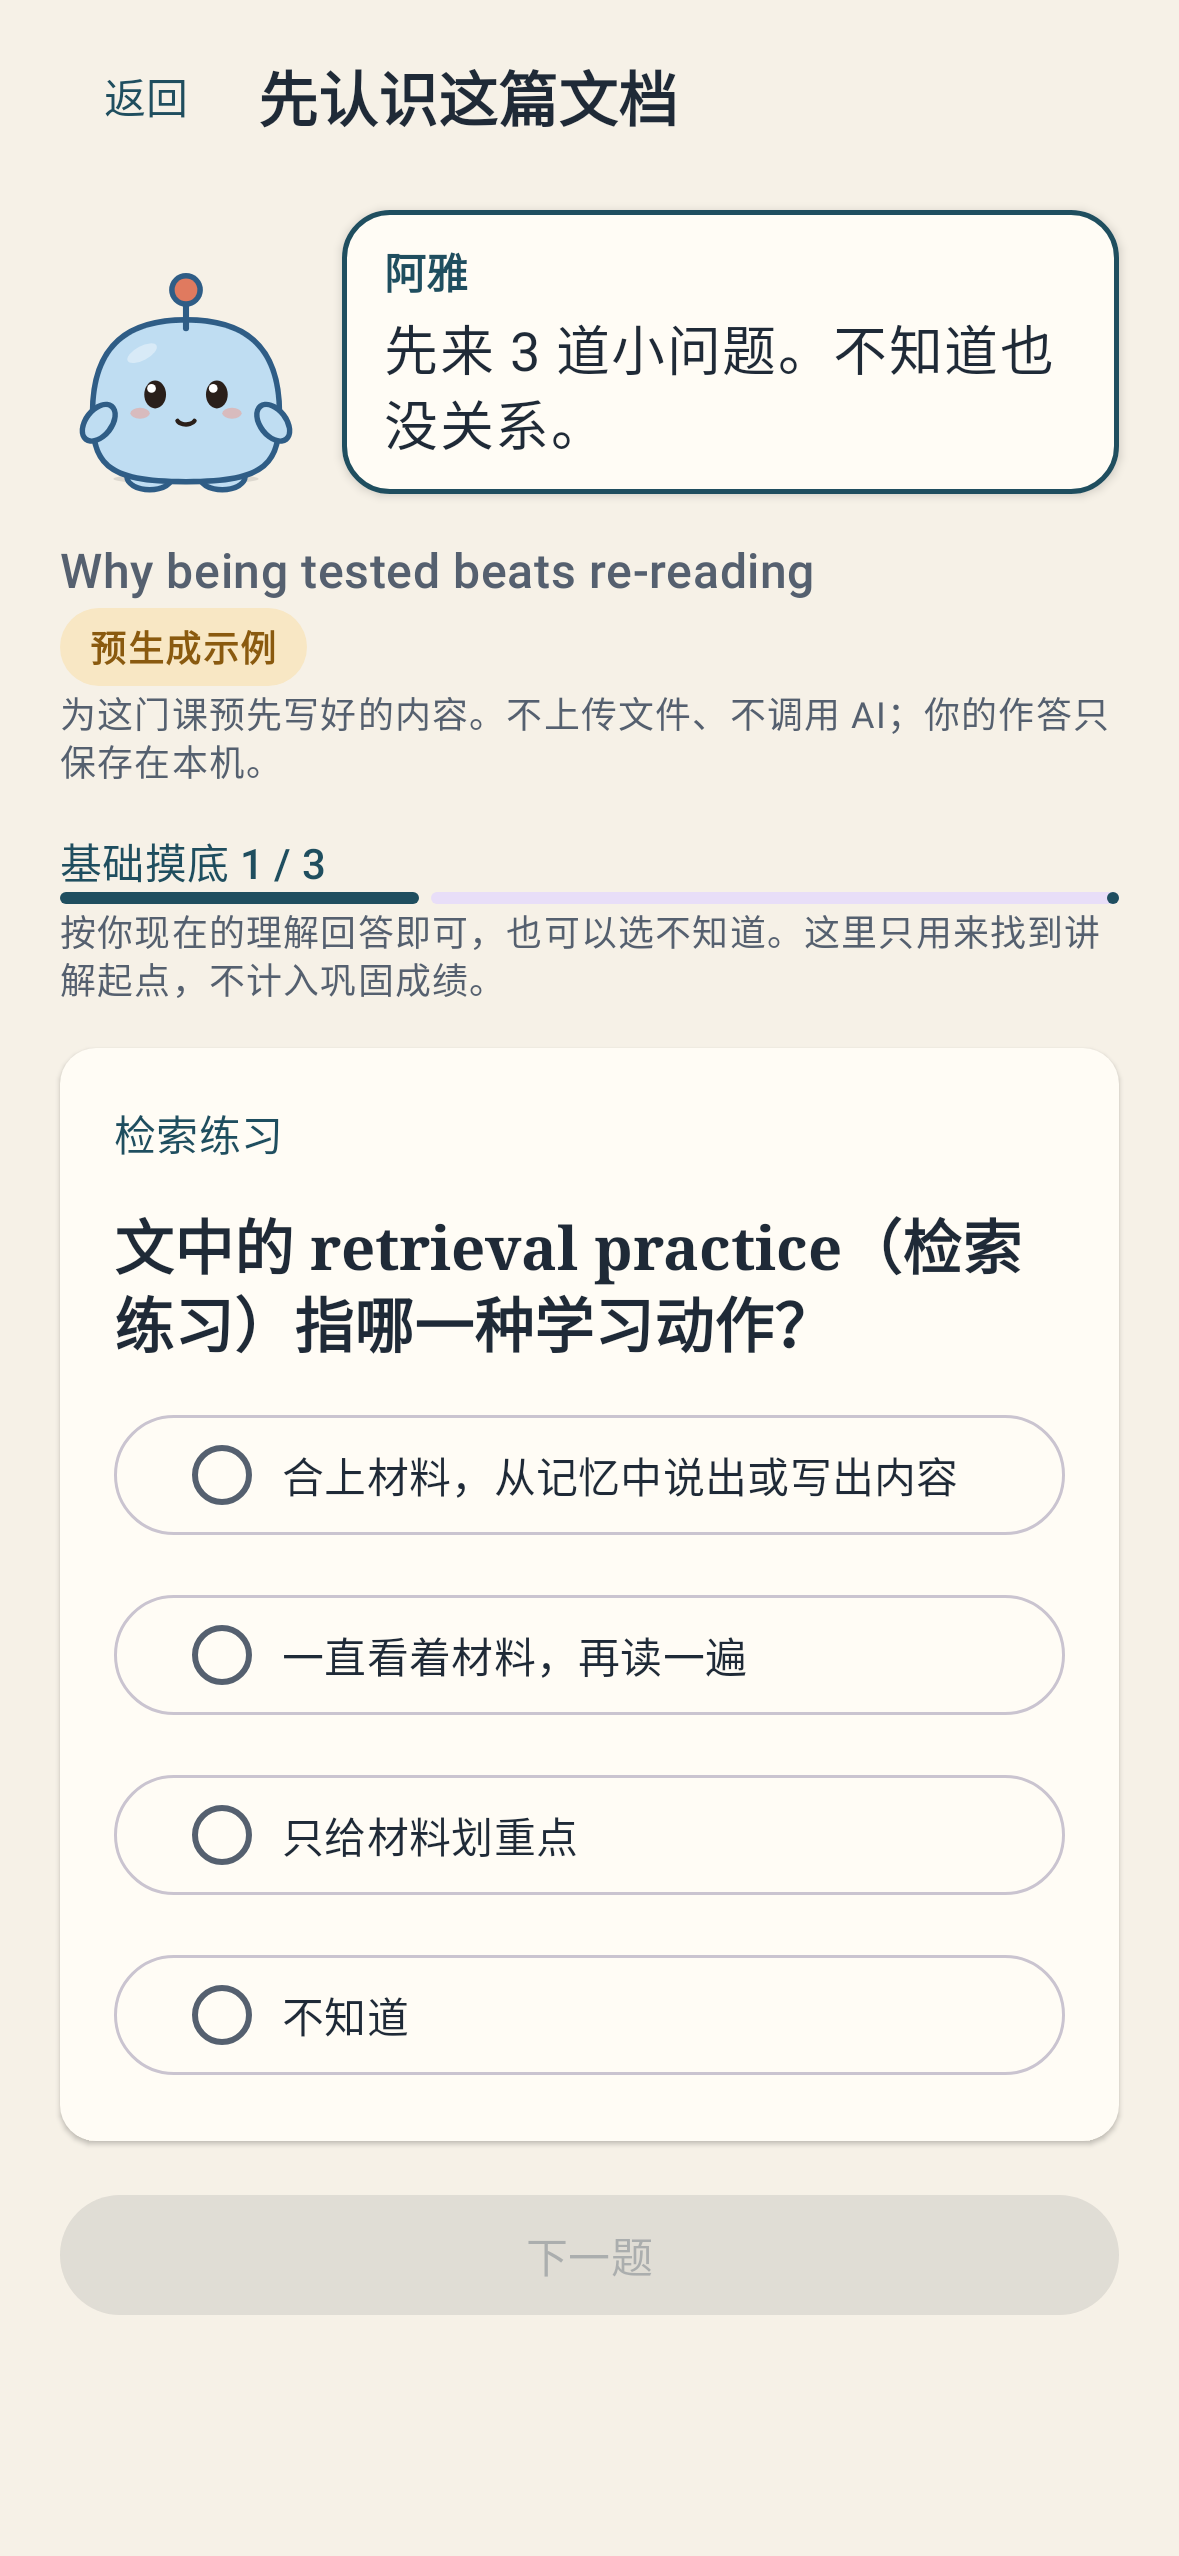 返回
先认识这篇文档
阿雅
先来 3 道小问题。不知道也
没关系。
Why being tested beats re-reading
预生成示例
为这门课预先写好的内容。不上传文件、不调用 AI；你的作答只
保存在本机。
基础摸底 1 / 3
按你现在的理解回答即可，也可以选不知道。这里只用来找到讲
解起点，不计入巩固成绩。
检索练习
文中的 retrieval practice（检索
练习）指哪一种学习动作？
合上材料，从记忆中说出或写出内容
一直看着材料，再读一遍
只给材料划重点
不知道
下一题